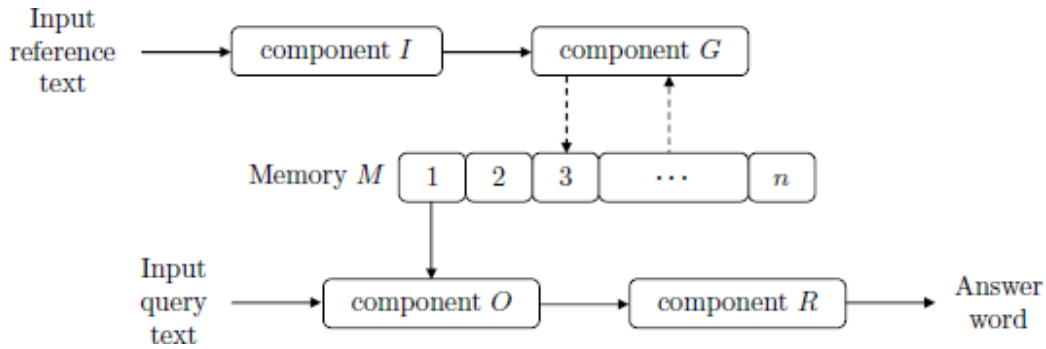 Input
reference
text
component I
component G
Memory M
1
2
3
···
n
Input
query
text
component O
component R
Answer
word